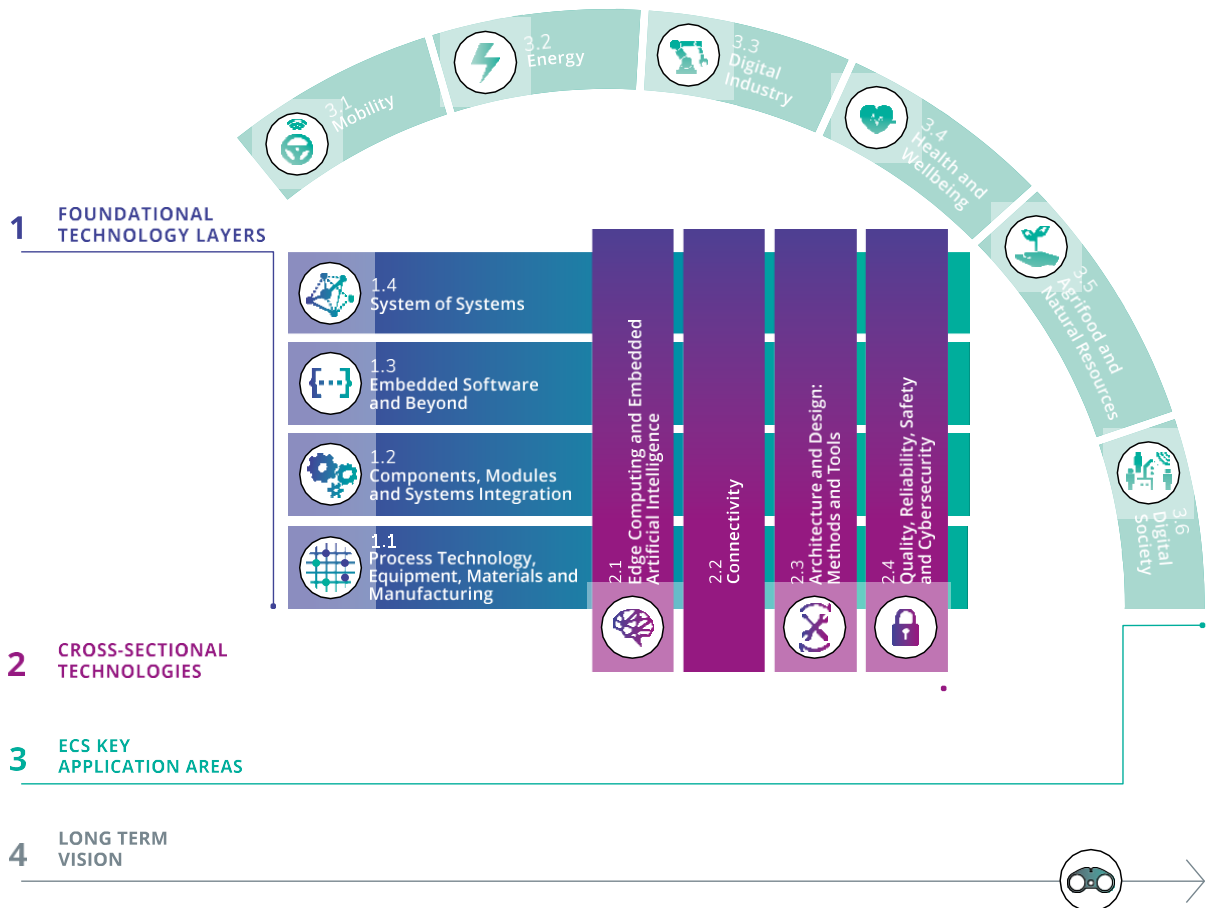 3.1
Mobility
3.2
Energy
3.3
Digital
Industry
3.4
Health and
Wellbeing
3.5
Agrifood and
Natural Resources
3.6
Digital
Society
1
FOUNDATIONAL
TECHNOLOGY LAYERS
1.4
System of Systems
1.3
Embedded Software
and Beyond
1.2
Components, Modules
and Systems Integration
1.1
Process Technology,
Equipment, Materials and
Manufacturing
2.1
Edge Computing and Embedded
Artificial Intelligence
2.2
Connectivity
2.3
Architecture and Design:
Methods and Tools
2.4
Quality, Reliability, Safety
and Cybersecurity
2
CROSS-SECTIONAL
TECHNOLOGIES
3
ECS KEY
APPLICATION AREAS
4
LONG TERM
VISION